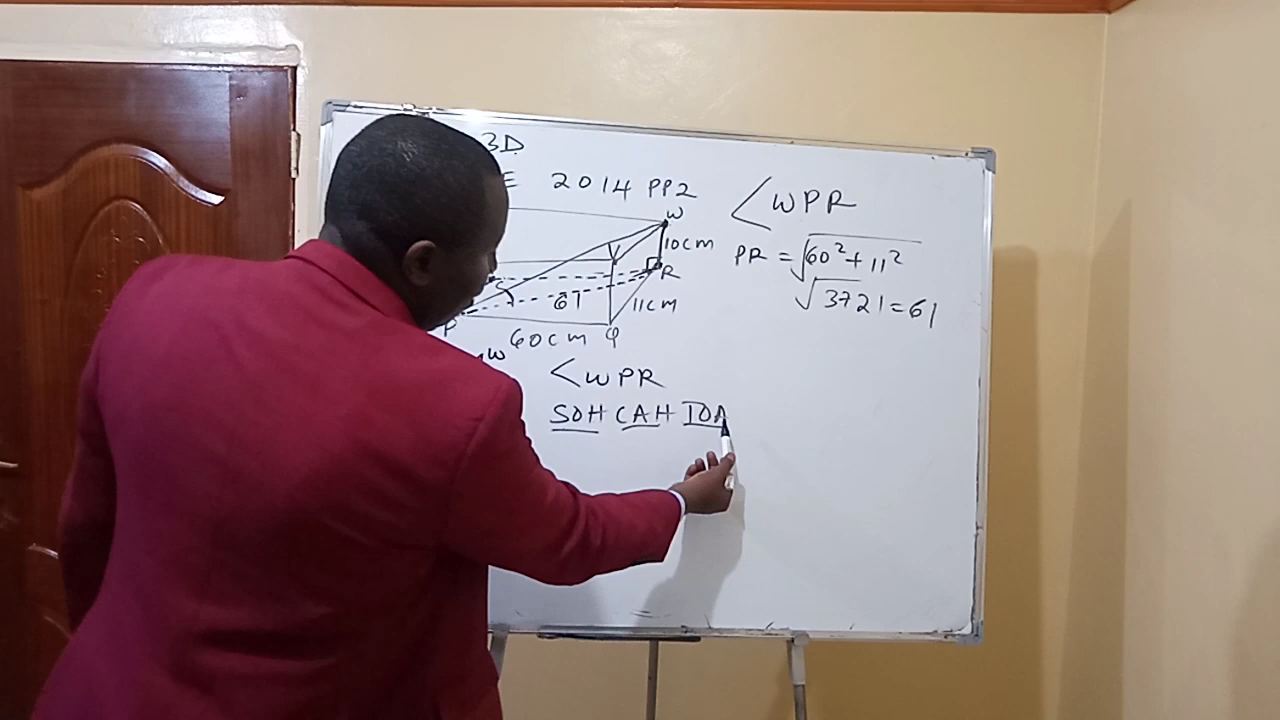 3D
E 2014 PP2
W
V
10cm
R
S
61
11cm
P
60cm
Q
W
<WPR
SOH CAH TOA
<WPR
PR = √60²+11²
√3721=61